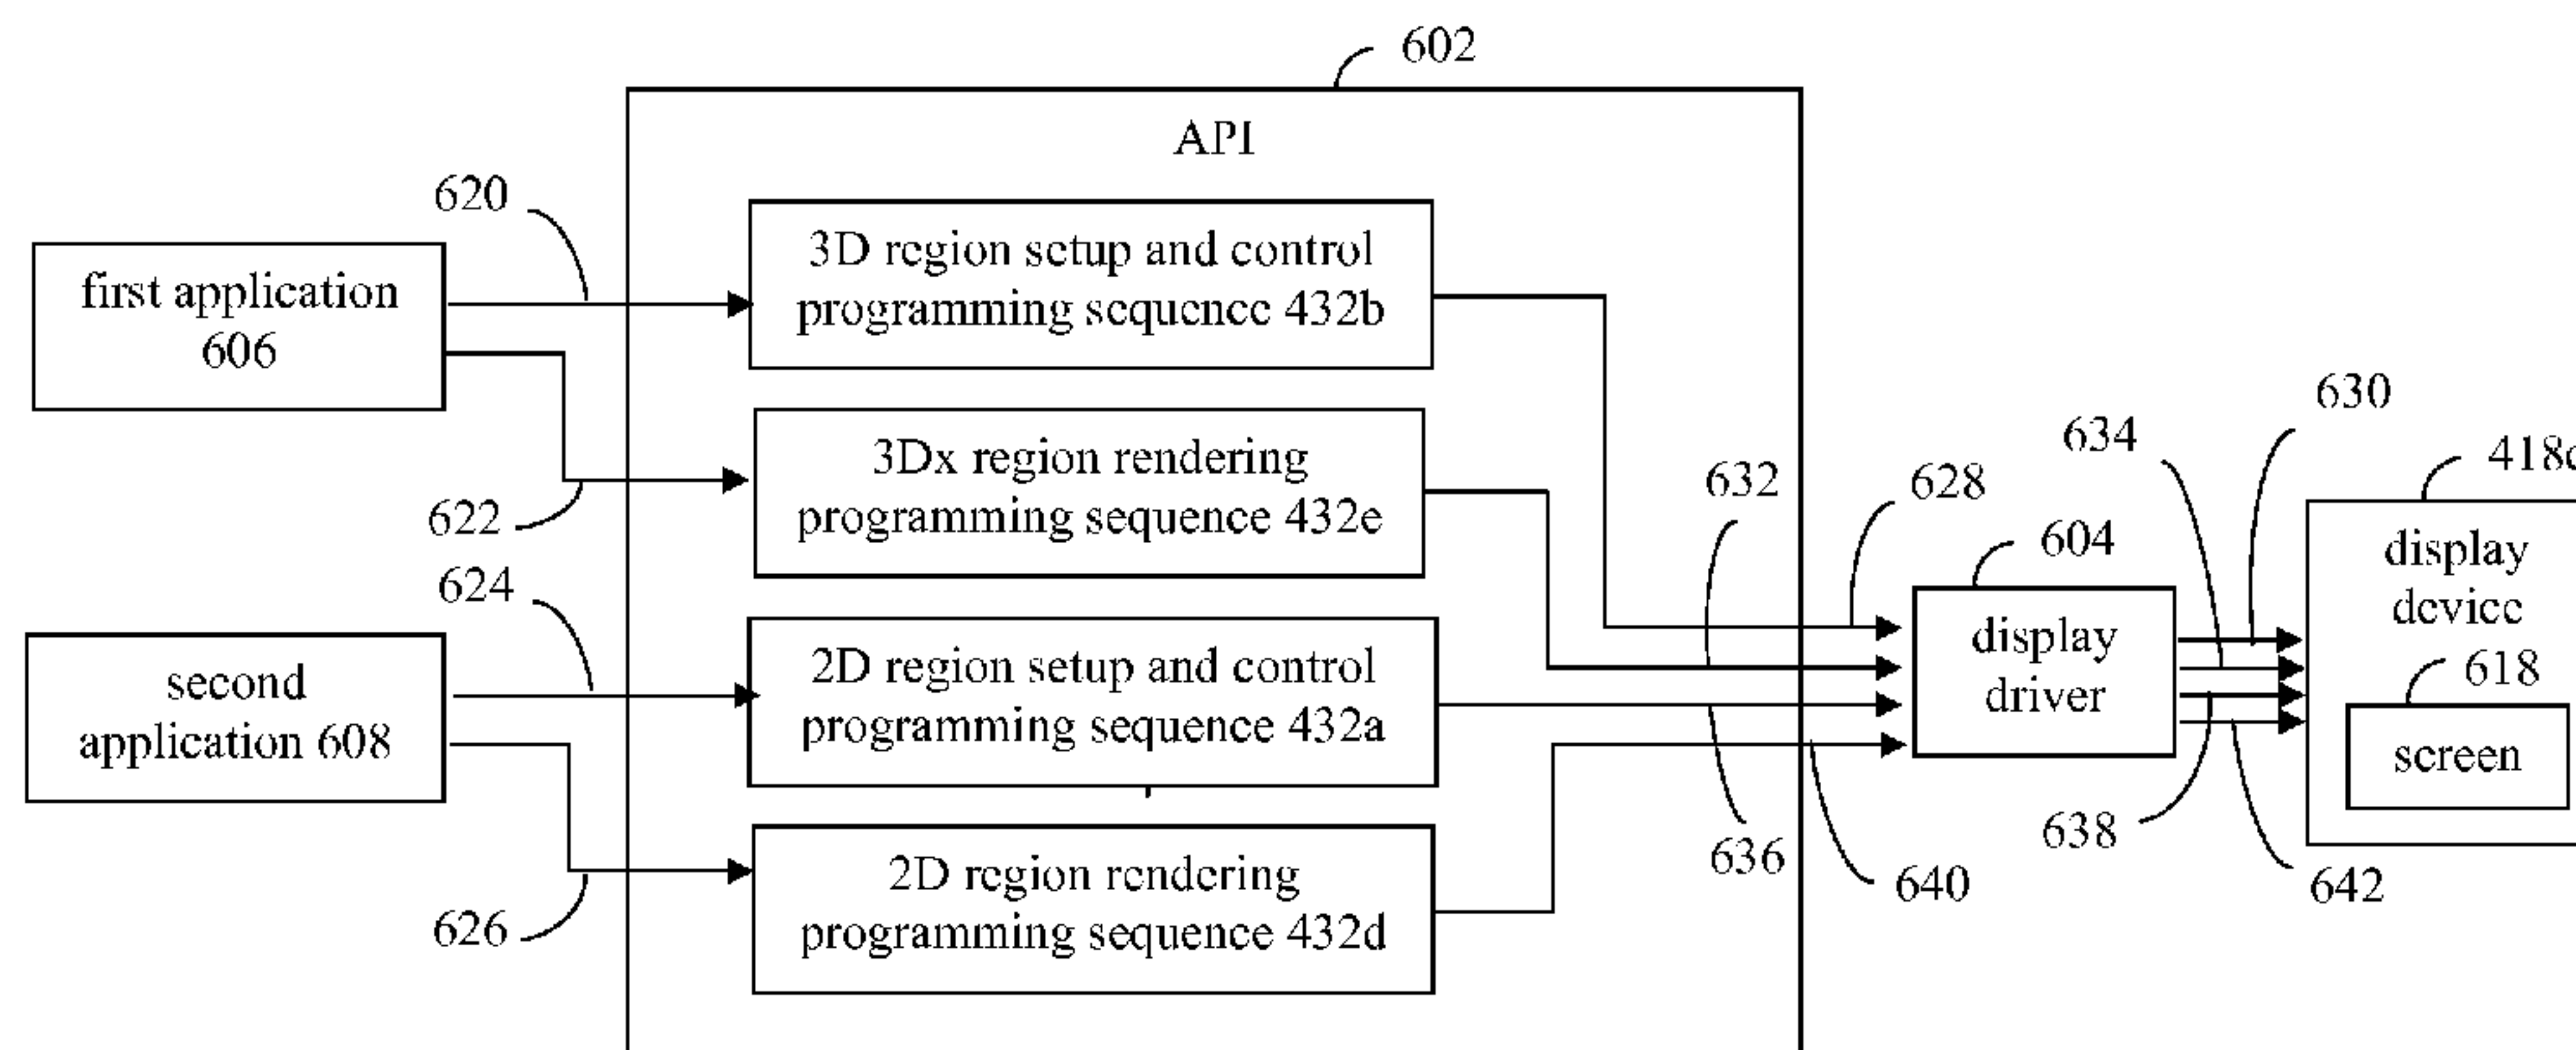 602
API
620
3D region setup and control
programming sequence 432b
first application
606
3Dx region rendering
programming sequence 432e
622
624
2D region setup and control
programming sequence 432a
second
application 608
2D region rendering
programming sequence 432d
626
632
628
636
640
604
display
driver
634
630
638
642
display
device
618
screen